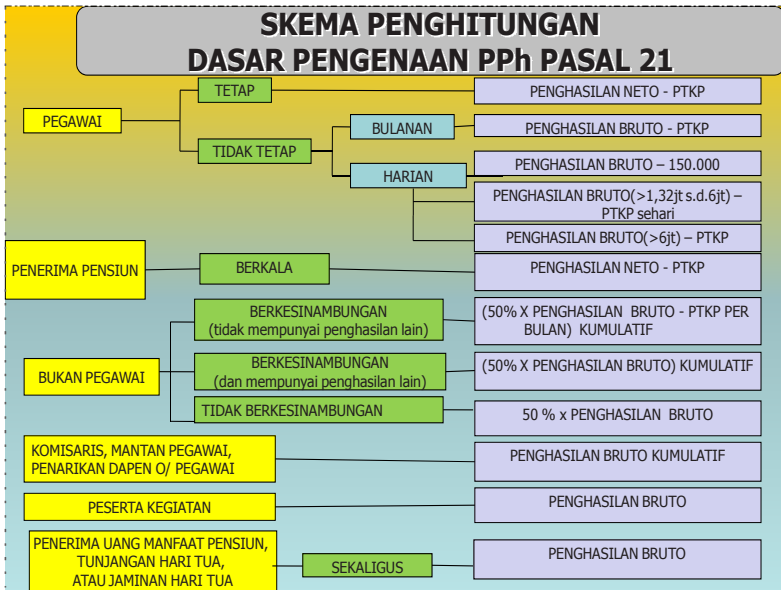 SKEMA PENGHITUNGAN
DASAR PENGENAAN PPh PASAL 21
PEGAWAI
TETAP
PENGHASILAN NETO - PTKP
TIDAK TETAP
BULANAN
PENGHASILAN BRUTO - PTKP
HARIAN
PENGHASILAN BRUTO – 150.000
PENGHASILAN BRUTO(>1,32jt s.d.6jt) –
PTKP sehari
PENGHASILAN BRUTO(>6jt) – PTKP
PENERIMA PENSIUN
BERKALA
PENGHASILAN NETO - PTKP
BUKAN PEGAWAI
BERKESINAMBUNGAN
(tidak mempunyai penghasilan lain)
(50% X PENGHASILAN BRUTO - PTKP PER
BULAN) KUMULATIF
BERKESINAMBUNGAN
(dan mempunyai penghasilan lain)
(50% X PENGHASILAN BRUTO) KUMULATIF
TIDAK BERKESINAMBUNGAN
50 % x PENGHASILAN BRUTO
KOMISARIS, MANTAN PEGAWAI,
PENARIKAN DAPEN O/ PEGAWAI
PENGHASILAN BRUTO KUMULATIF
PESERTA KEGIATAN
PENGHASILAN BRUTO
PENERIMA UANG MANFAAT PENSIUN,
TUNJANGAN HARI TUA,
ATAU JAMINAN HARI TUA
SEKALIGUS
PENGHASILAN BRUTO